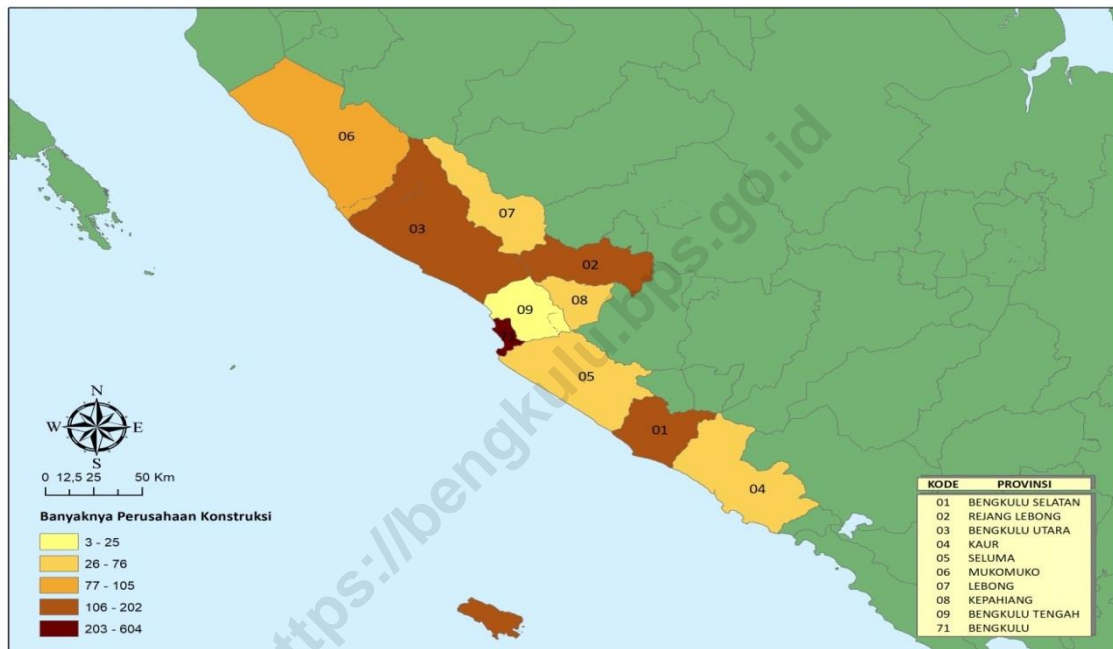 06
07
03
02
08
09
05
01
04
N
W E
S
0 12,5 25 50 Km
Banyaknya Perusahaan Konstruksi
3 - 25
26 - 76
77 - 105
106 - 202
203 - 604
KODE PROVINSI
01 BENGKULU SELATAN
02 REJANG LEBONG
03 BENGKULU UTARA
04 KAUR
05 SELUMA
06 MUKOMUKO
07 LEBONG
08 KEPAHIANG
09 BENGKULU TENGAH
71 BENGKULU
https://bengkulu.bps.go.id